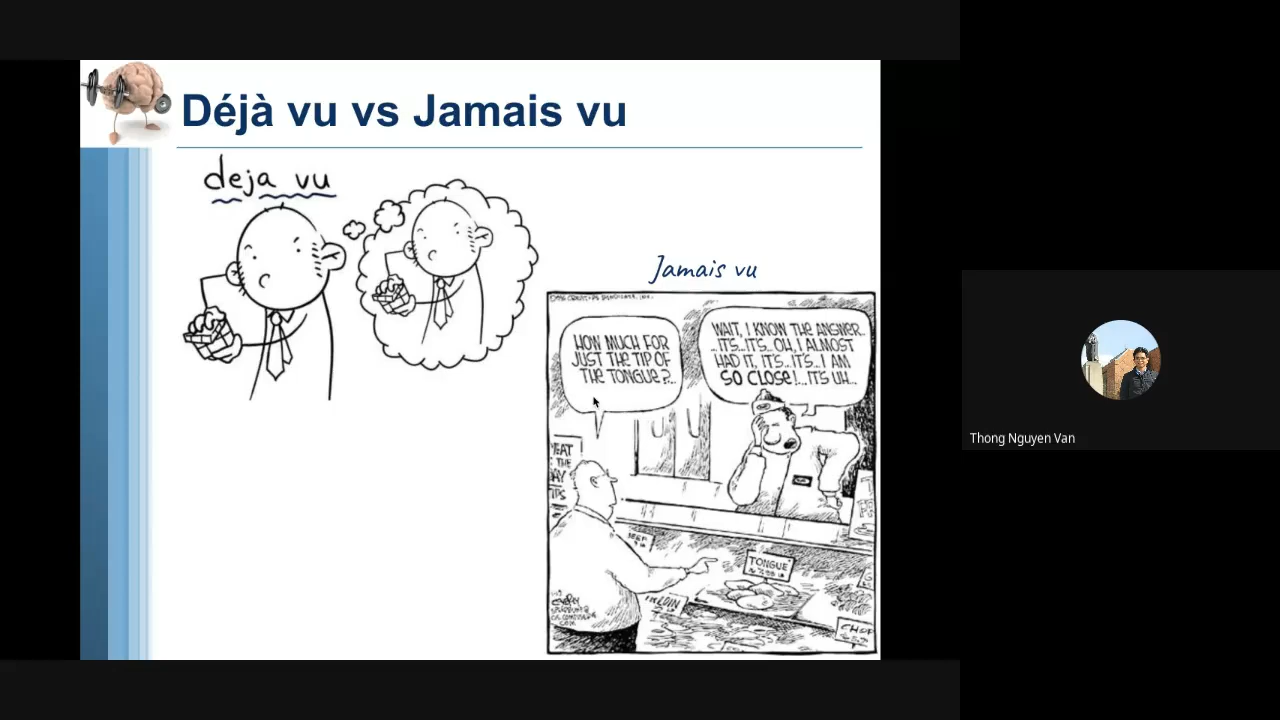 Déjà vu vs Jamais vu
deja vu
Jamais vu
HOW MUCH FOR
JUST THE TIP OF
THE TONGUE?...
WAIT, I KNOW THE ANSWER..
..IT'S...IT'S...OH, I ALMOST
HAD IT, IT'S...IT'S...I AM
SO CLOSE!...IT'S UH...
TONGUE
Thong Nguyen Van